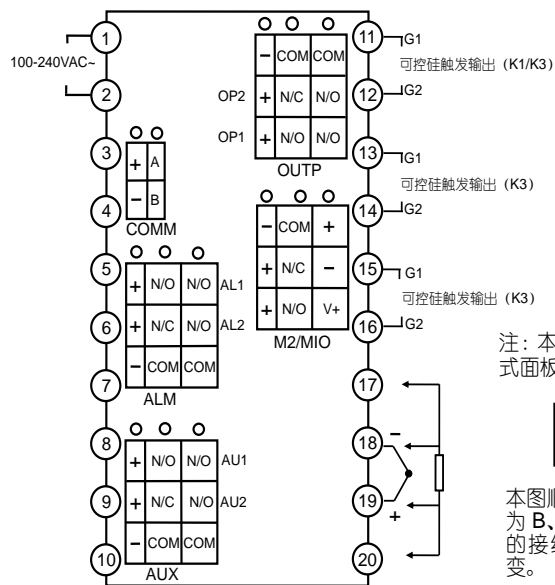 1
100-240VAC~
2
3
+ A
4
- B
COMM
5
+ N/O N/O AL1
6
+ N/C N/O AL2
7
- COM COM
ALM
8
+ N/O N/O AU1
9
+ N/C N/O AU2
10
- COM COM
AUX
- COM COM
OP2 + N/C N/O
OP1 + N/O N/O
OUTP
- COM +
+ N/C -
+ N/O V+
M2/MIO
11 G1
可控硅触发输出 (K1/K3)
12 G2
13 G1
可控硅触发输出 (K3)
14 G2
15 G1
可控硅触发输出 (K3)
16 G2
17
18 -
19 +
20
注：本
式面板
本图顺
为 B、
的接线
变。